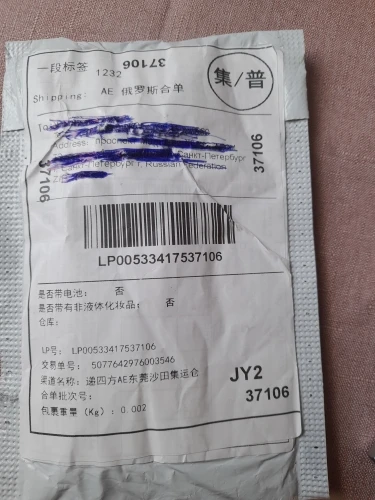 一段标签
1232
37106
集/普
Shipping: AE 俄罗斯合单
To
Address:
Санкт-Петербург
Санкт-Петербург г, Russian Federation
37106
37106
LP00533417537106
是否带电池: 否
是否带有非液体化妆品: 否
仓库:
LP号: LP00533417537106
交易单号: 5077642976003546
渠道名称: 递四方AE东莞沙田集运仓
合单批次号:
包裹重量 (Kg): 0.002
JY2
37106